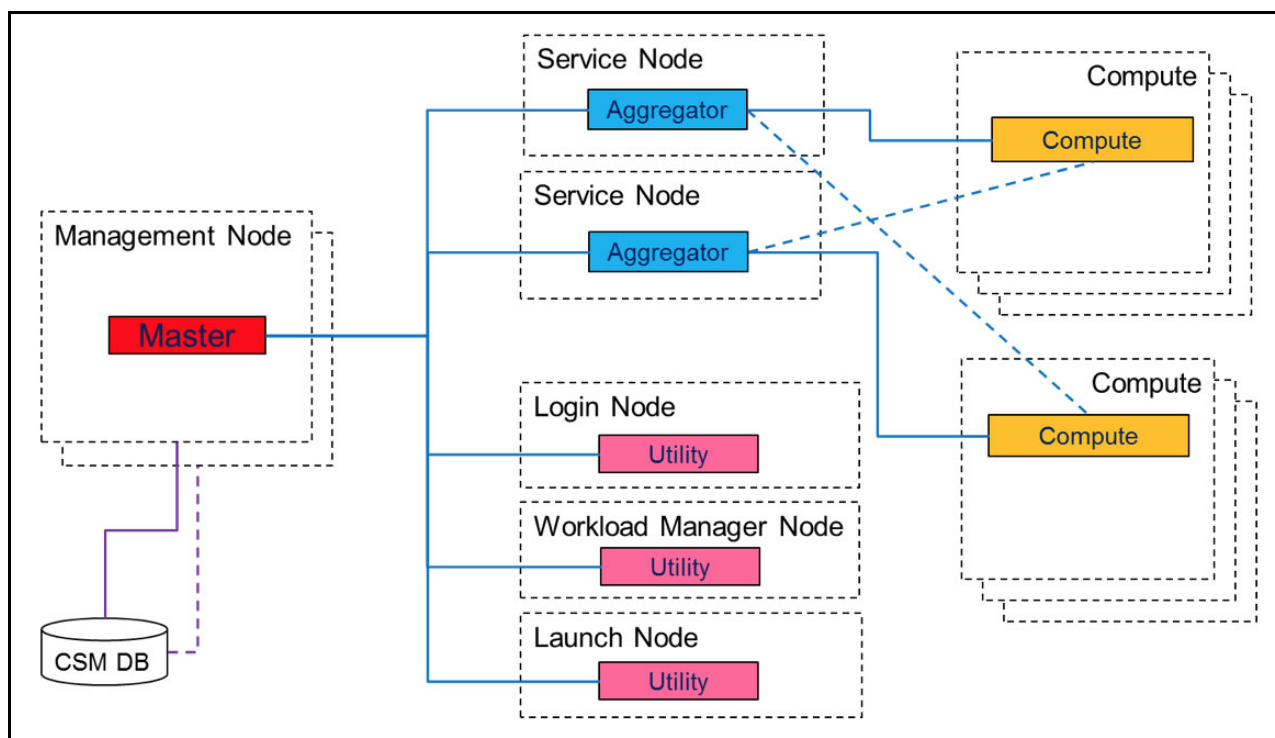 Service Node
Aggregator
Compute
Compute
Service Node
Aggregator
Management Node
Master
Compute
Compute
Login Node
Utility
Workload Manager Node
Utility
Launch Node
Utility
CSM DB